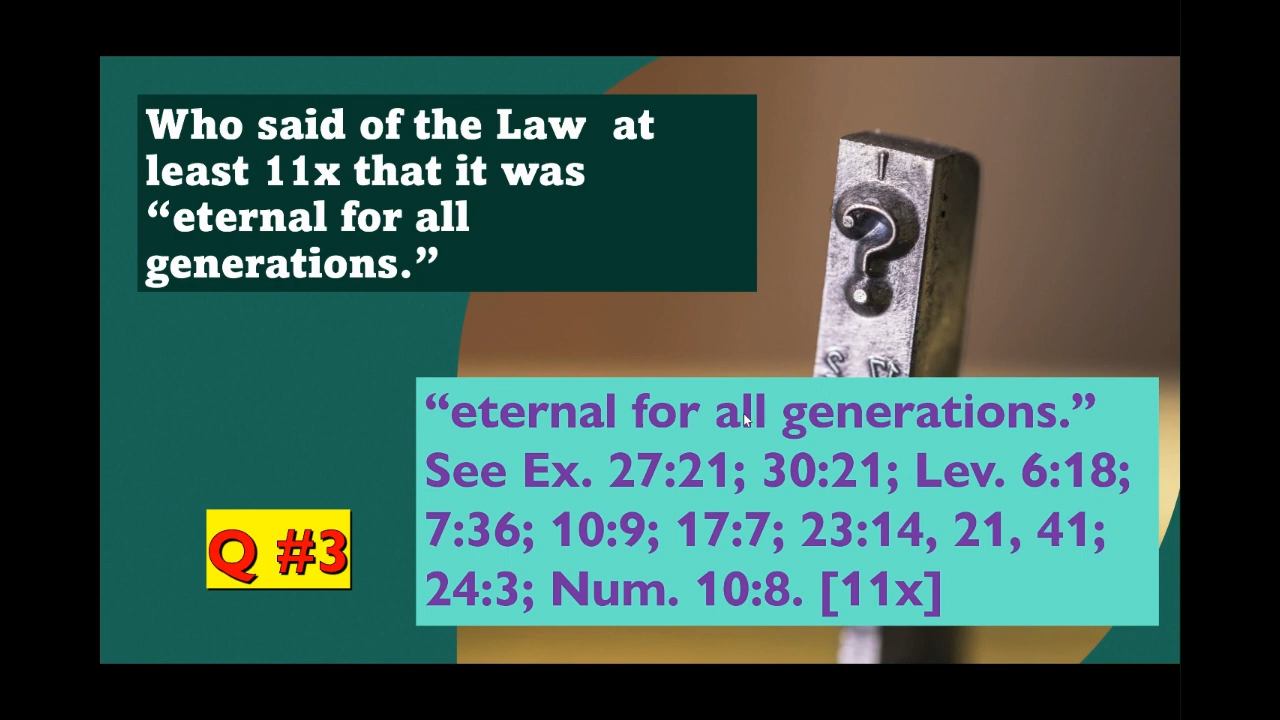 Who said of the Law  at
least 11x that it was
“eternal for all
generations.”
“eternal for all generations.”
See Ex. 27:21; 30:21; Lev. 6:18;
7:36; 10:9; 17:7; 23:14, 21, 41;
24:3; Num. 10:8. [11x]
Q #3
?